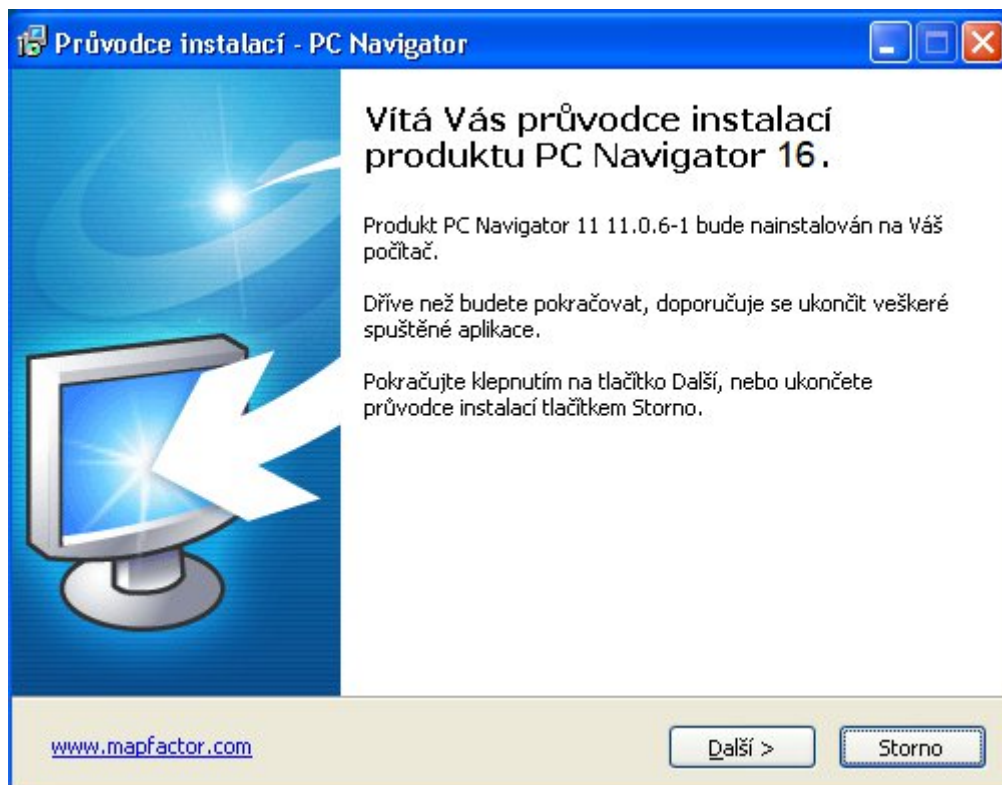 Průvodce instalací - PC Navigator
Vítá Vás průvodce instalací
produktu PC Navigator 16.
Produkt PC Navigator 11 11.0.6-1 bude nainstalován na Váš
počítač.
Dříve než budete pokračovat, doporučuje se ukončit veškeré
spuštěné aplikace.
Pokračujte klepnutím na tlačítko Další, nebo ukončete
průvodce instalací tlačítkem Storno.
www.mapfactor.com
Další >
Storno